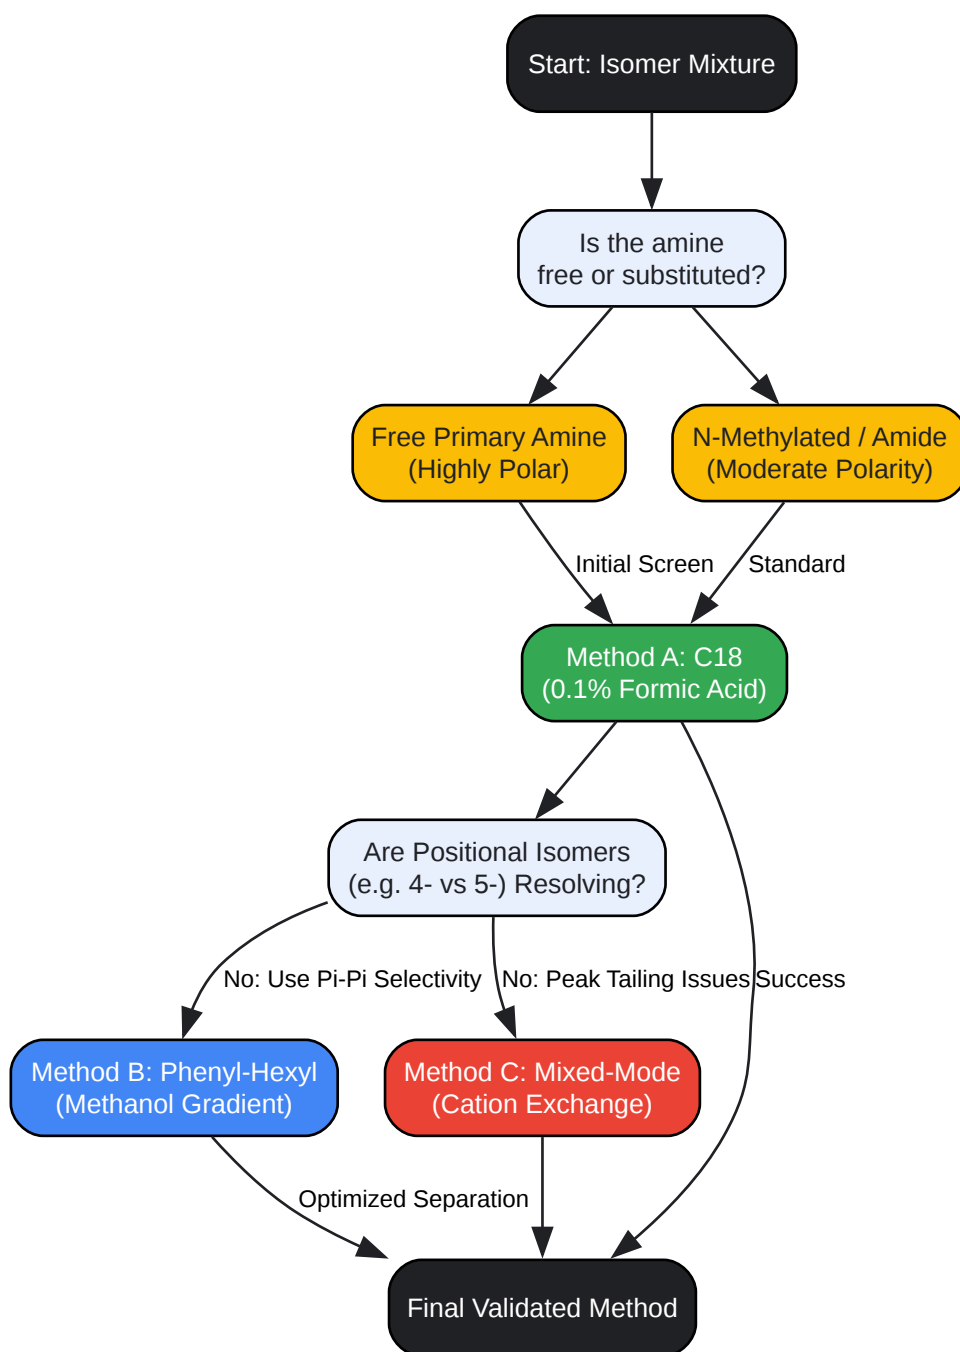 Start: Isomer Mixture
Is the amine
free or substituted?
Free Primary Amine
(Highly Polar)
N-Methylated / Amide
(Moderate Polarity)
Initial Screen
Standard
Method A: C18
(0.1% Formic Acid)
Are Positional Isomers
(e.g. 4- vs 5-) Resolving?
No: Use Pi-Pi Selectivity
No: Peak Tailing Issues
Success
Method B: Phenyl-Hexyl
(Methanol Gradient)
Method C: Mixed-Mode
(Cation Exchange)
Optimized Separation
Final Validated Method